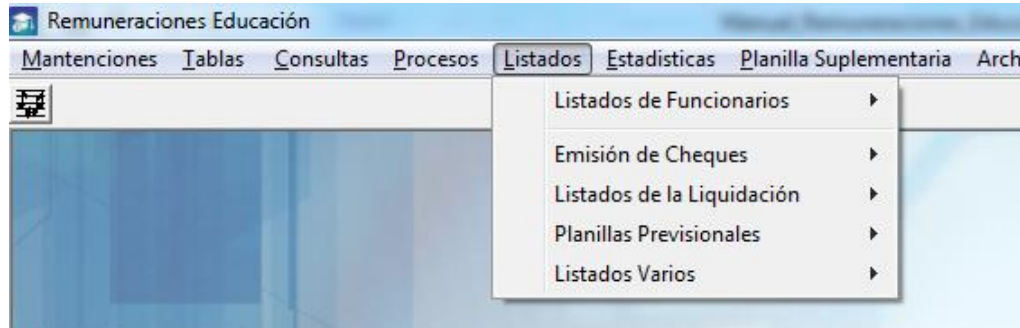 Remuneraciones Educación
Mantenciones Tablas Consultas Procesos Listados Estadisticas Planilla Suplementaria Arch
Listados de Funcionarios
Emisión de Cheques
Listados de la Liquidación
Planillas Previsionales
Listados Varios